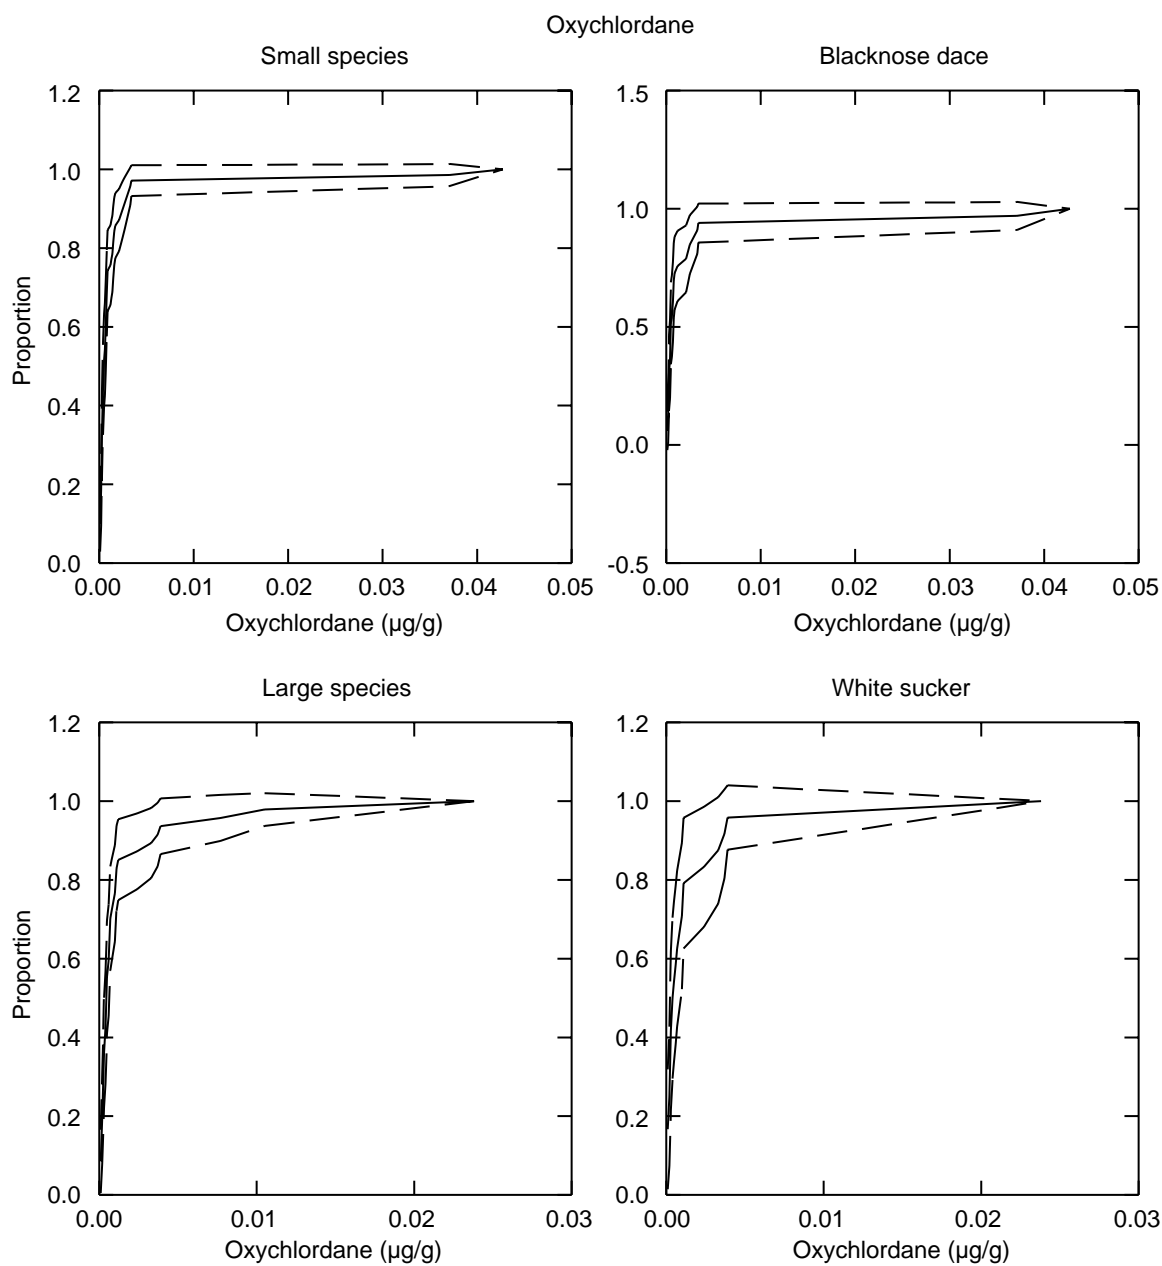 Oxychlordane
Small species
Blacknose dace
1.2
1.0
0.8
0.6
0.4
0.2
0.0
Proportion
0.00 0.01 0.02 0.03 0.04 0.05
Oxychlordane (µg/g)
1.5
1.0
0.5
0.0
-0.5
0.00 0.01 0.02 0.03 0.04 0.05
Oxychlordane (µg/g)
Large species
White sucker
1.2
1.0
0.8
0.6
0.4
0.2
0.0
Proportion
0.00 0.01 0.02 0.03
Oxychlordane (µg/g)
1.2
1.0
0.8
0.6
0.4
0.2
0.0
0.00 0.01 0.02 0.03
Oxychlordane (µg/g)